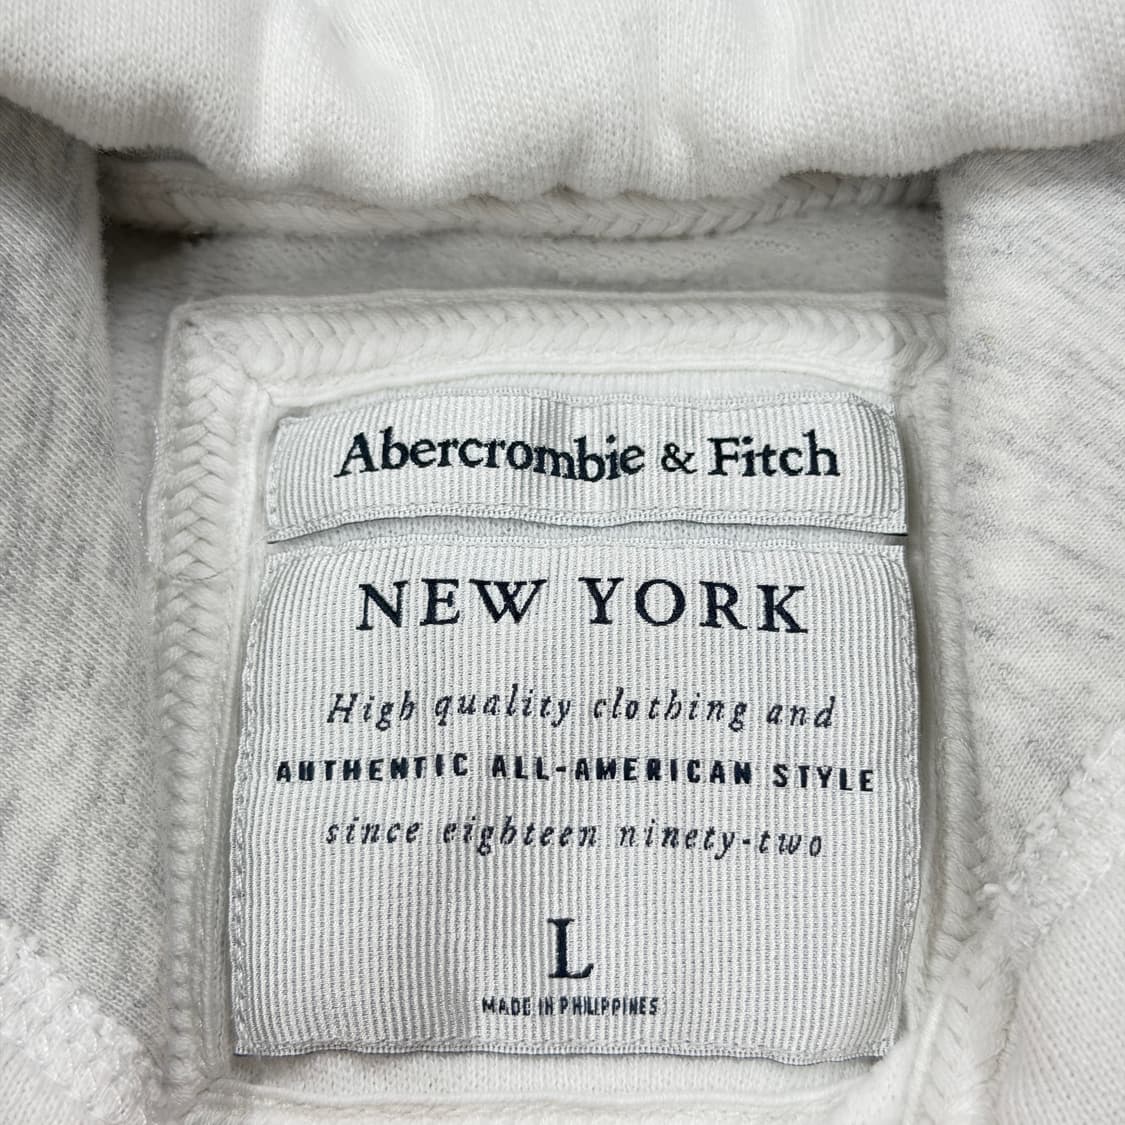 Abercrombie & Fitch
NEW YORK
High quality clothing and
AUTHENTIC ALL-AMERICAN STYLE
since eighteen ninety-two
L
MADE IN PHILIPPINES